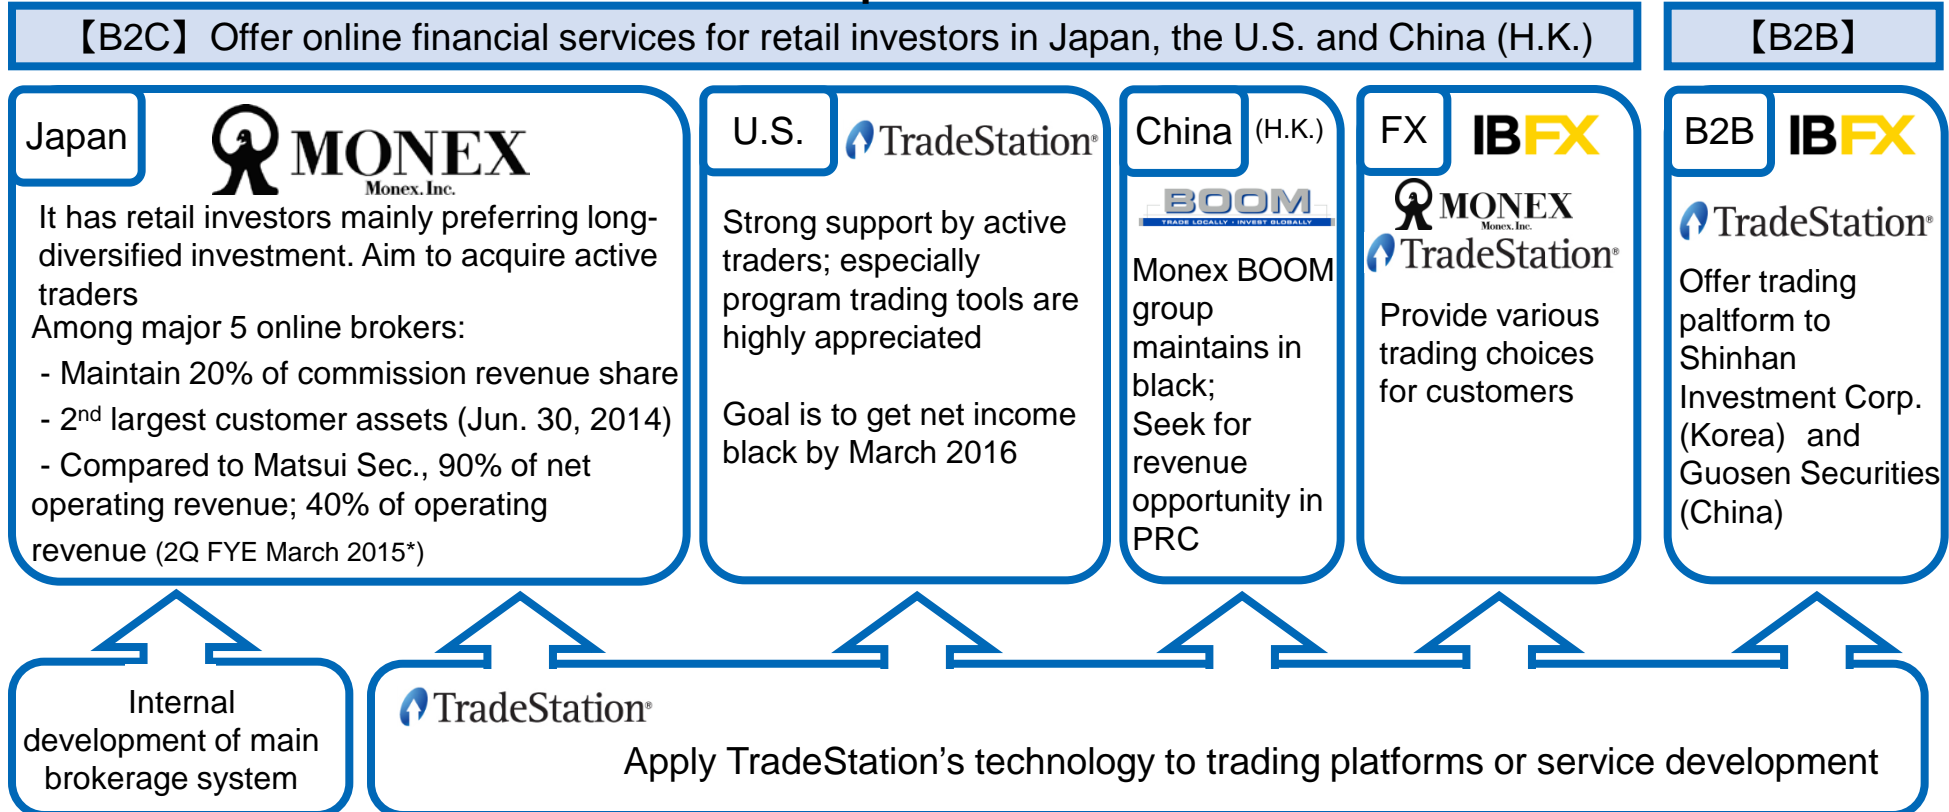 【B2C】Offer online financial services for retail investors in Japan, the U.S. and China (H.K.)
【B2B】
Japan
MONEX
Monex. Inc.
It has retail investors mainly preferring long-
diversified investment. Aim to acquire active
traders
Among major 5 online brokers:
- Maintain 20% of commission revenue share
- 2nd largest customer assets (Jun. 30, 2014)
- Compared to Matsui Sec., 90% of net
operating revenue; 40% of operating
revenue (2Q FYE March 2015*)
U.S.
TradeStation®
Strong support by active
traders; especially
program trading tools are
highly appreciated
Goal is to get net income
black by March 2016
China (H.K.)
BOOM
TRADE LOCALLY · INVEST GLOBALLY
Monex BOOM
group
maintains in
black;
Seek for
revenue
opportunity in
PRC
FX
IBFX
MONEX
Monex. Inc.
TradeStation®
Provide various
trading choices
for customers
B2B
IBFX
TradeStation®
Offer trading
paltform to
Shinhan
Investment Corp.
(Korea) and
Guosen Securities
(China)
Internal
development of main
brokerage system
TradeStation®
Apply TradeStation's technology to trading platforms or service development